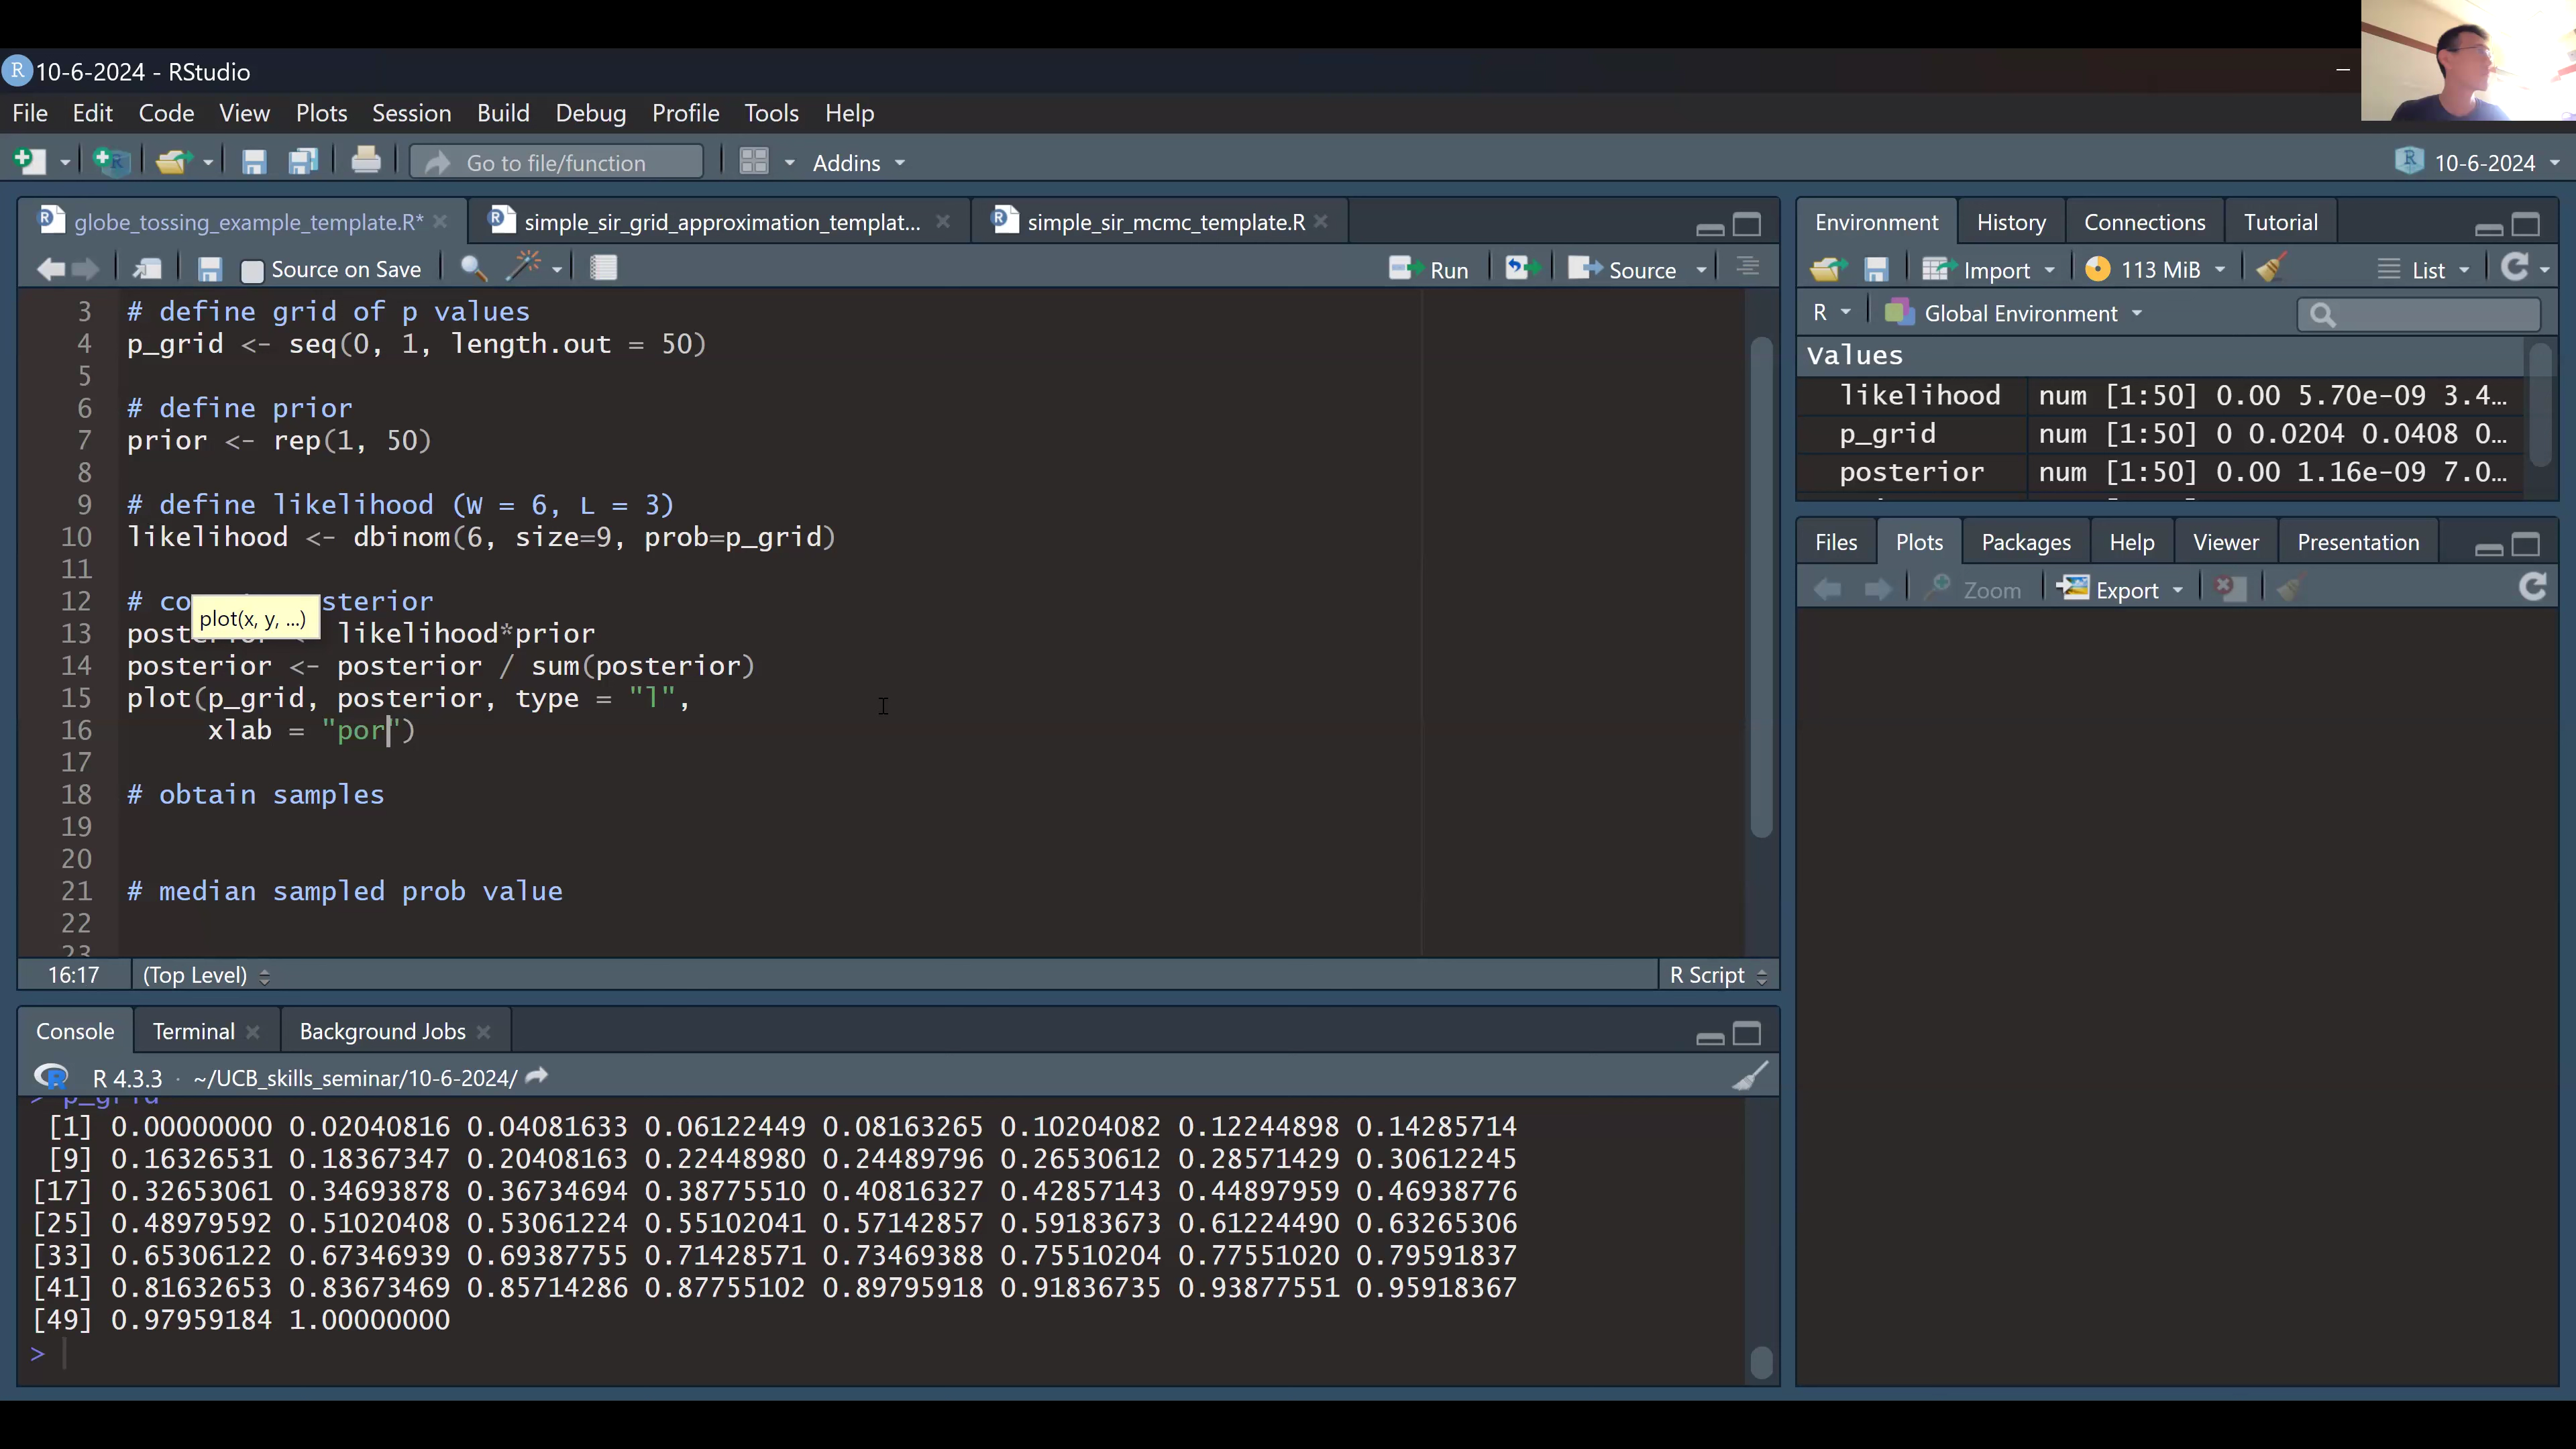 10-6-2024 - RStudio
File Edit Code View Plots Session Build Debug Profile Tools Help
Go to file/function Addins 10-6-2024
globe_tossing_example_template.R* simple_sir_grid_approximation_templat... simple_sir_mcmc_template.R
Source on Save Run Source
3 # define grid of p values
4 p_grid <- seq(0, 1, length.out = 50)
5
6 # define prior
7 prior <- rep(1, 50)
8
9 # define likelihood (W = 6, L = 3)
10 likelihood <- dbinom(6, size=9, prob=p_grid)
11
12 # co sterior
plot(x, y, ...)
13 post likelihood*prior
14 posterior <- posterior / sum(posterior)
15 plot(p_grid, posterior, type = "l",
16 xlab = "por")
17
18 # obtain samples
19
20
21 # median sampled prob value
22
23
16:17 (Top Level) R Script
Console Terminal Background Jobs
R 4.3.3 · ~/UCB_skills_seminar/10-6-2024/
> p_grid
[1] 0.00000000 0.02040816 0.04081633 0.06122449 0.08163265 0.10204082 0.12244898 0.14285714
[9] 0.16326531 0.18367347 0.20408163 0.22448980 0.24489796 0.26530612 0.28571429 0.30612245
[17] 0.32653061 0.34693878 0.36734694 0.38775510 0.40816327 0.42857143 0.44897959 0.46938776
[25] 0.48979592 0.51020408 0.53061224 0.55102041 0.57142857 0.59183673 0.61224490 0.63265306
[33] 0.65306122 0.67346939 0.69387755 0.71428571 0.73469388 0.75510204 0.77551020 0.79591837
[41] 0.81632653 0.83673469 0.85714286 0.87755102 0.89795918 0.91836735 0.93877551 0.95918367
[49] 0.97959184 1.00000000
>
Environment History Connections Tutorial
Import 113 MiB List
R Global Environment
Values
likelihood num [1:50] 0.00 5.70e-09 3.4...
p_grid num [1:50] 0 0.0204 0.0408 0...
posterior num [1:50] 0.00 1.16e-09 7.0...
Files Plots Packages Help Viewer Presentation
Zoom Export